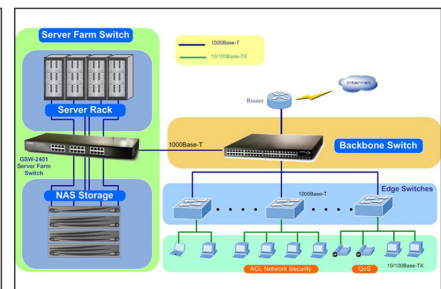 Server Farm Switch
1000Base-T
10/100Base-TX
Internet
Server Rack
Router
1000Base-T
Backbone Switch
GSW-2401
Server Farm
Switch
1000Base-T
Edge Switches
NAS Storage
ACL Network Security
QoS
10/100Base-TX